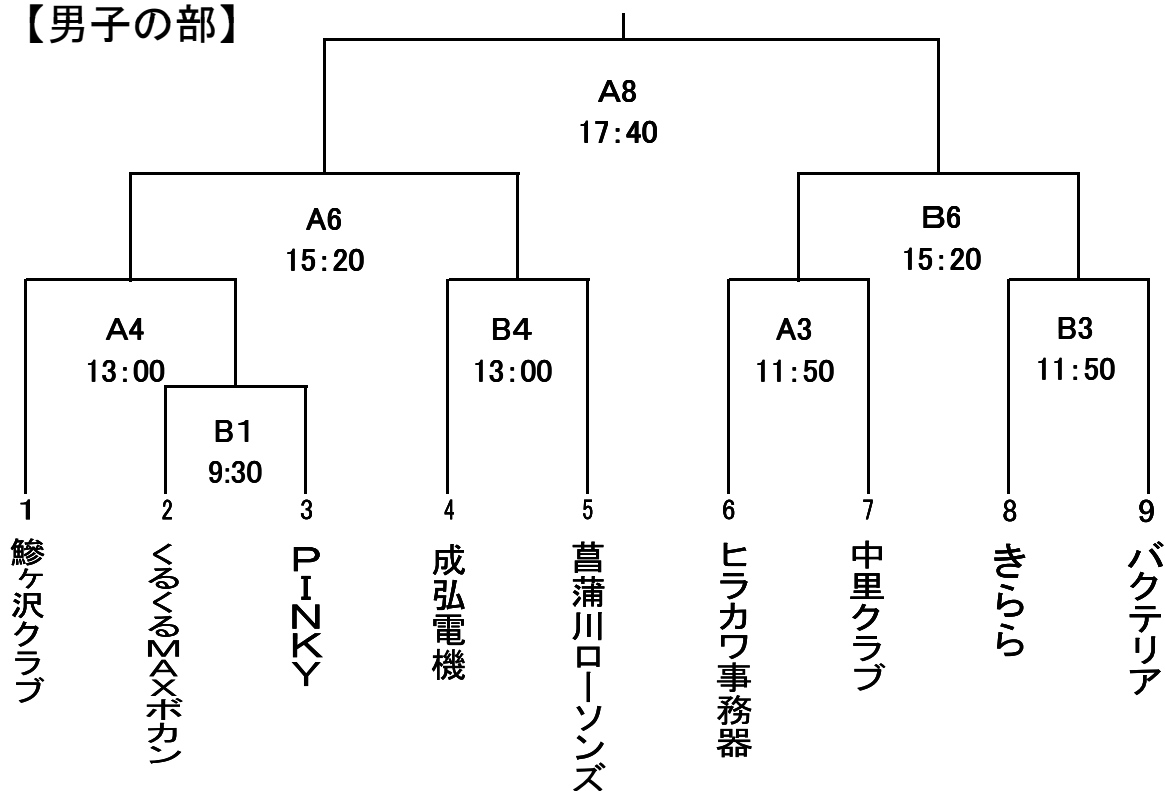 【男子の部】
A8
17:40
A6
15:20
B6
15:20
A4
13:00
B4
13:00
A3
11:50
B3
11:50
B1
9:30
1
2
3
4
5
6
7
8
9
鰺ヶ沢クラブ
くるくるMAXボカン
PINKY
成弘電機
菖蒲川ローソンズ
ヒラカワ事務器
中里クラブ
きらら
バクテリア